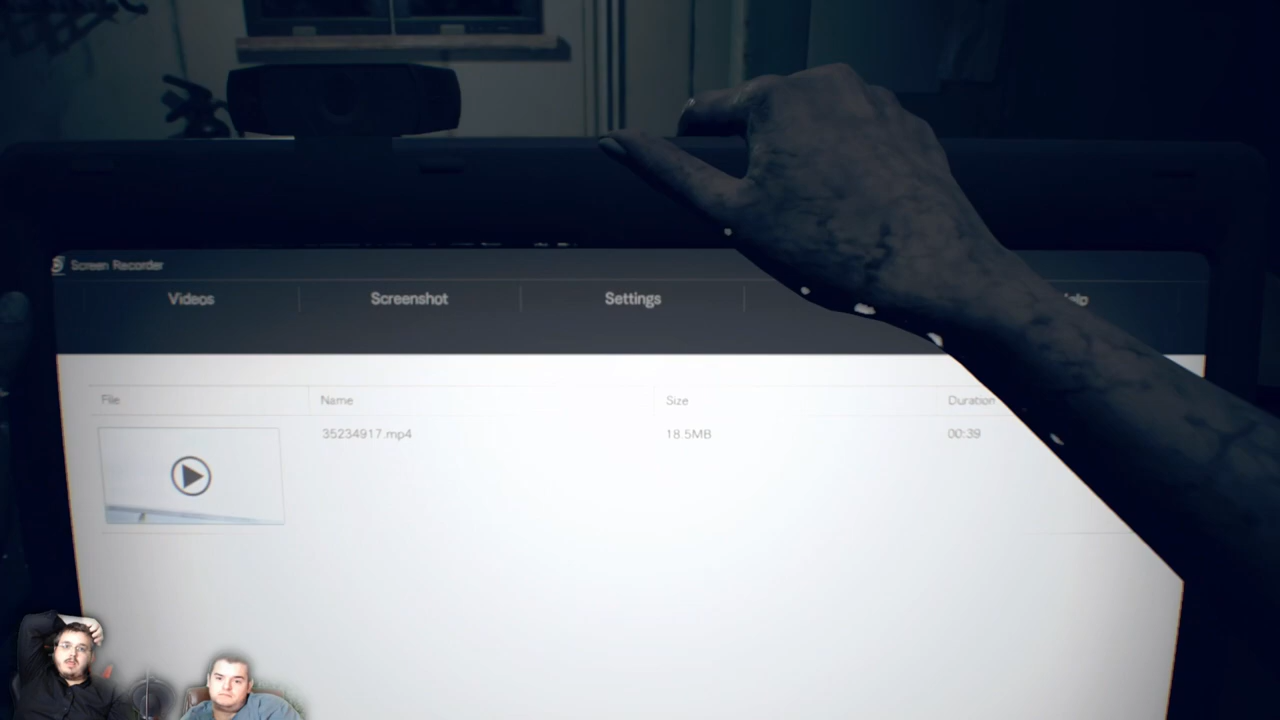 Screen Recorder
Videos Screenshot Settings
File Name Size Duration
35234917.mp4 18.5MB 00:39